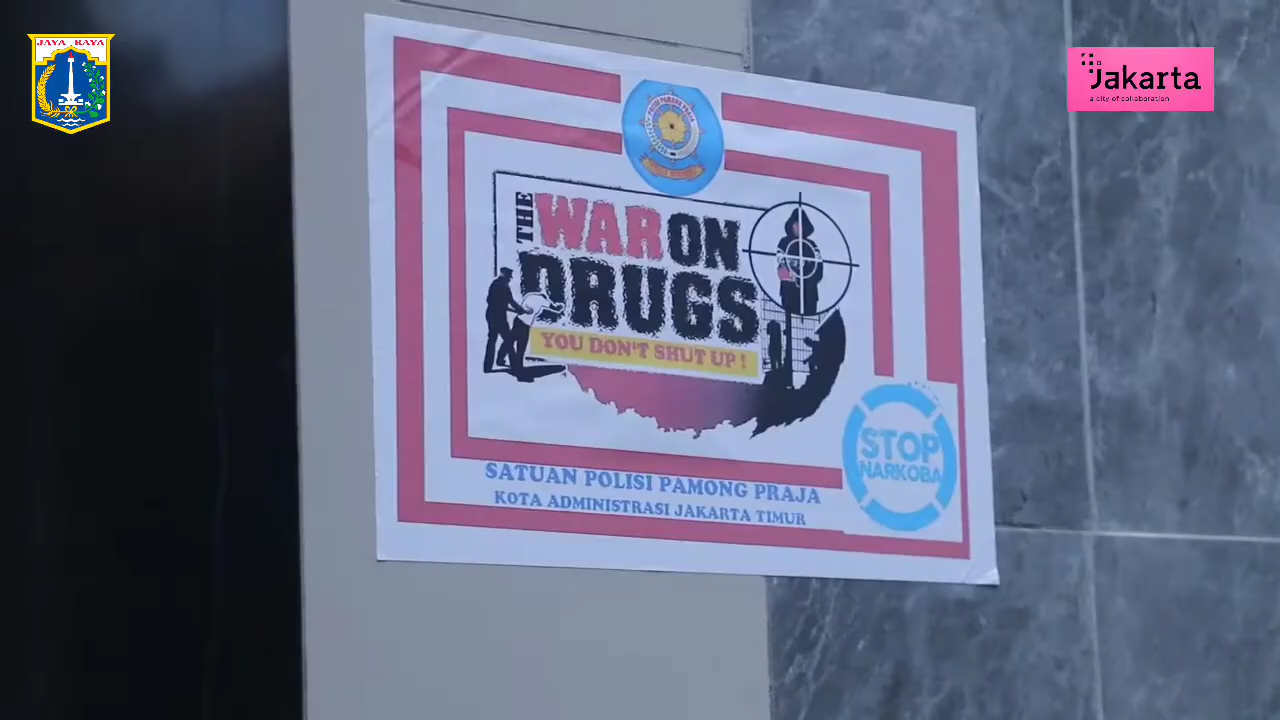 JAYA RAYA
Jakarta
a city of collaboration
THE
WAR ON
DRUGS
YOU DON'T SHUT UP !
STOP
NARKOBA
SATUAN POLISI PAMONG PRAJA
KOTA ADMINISTRASI JAKARTA TIMUR